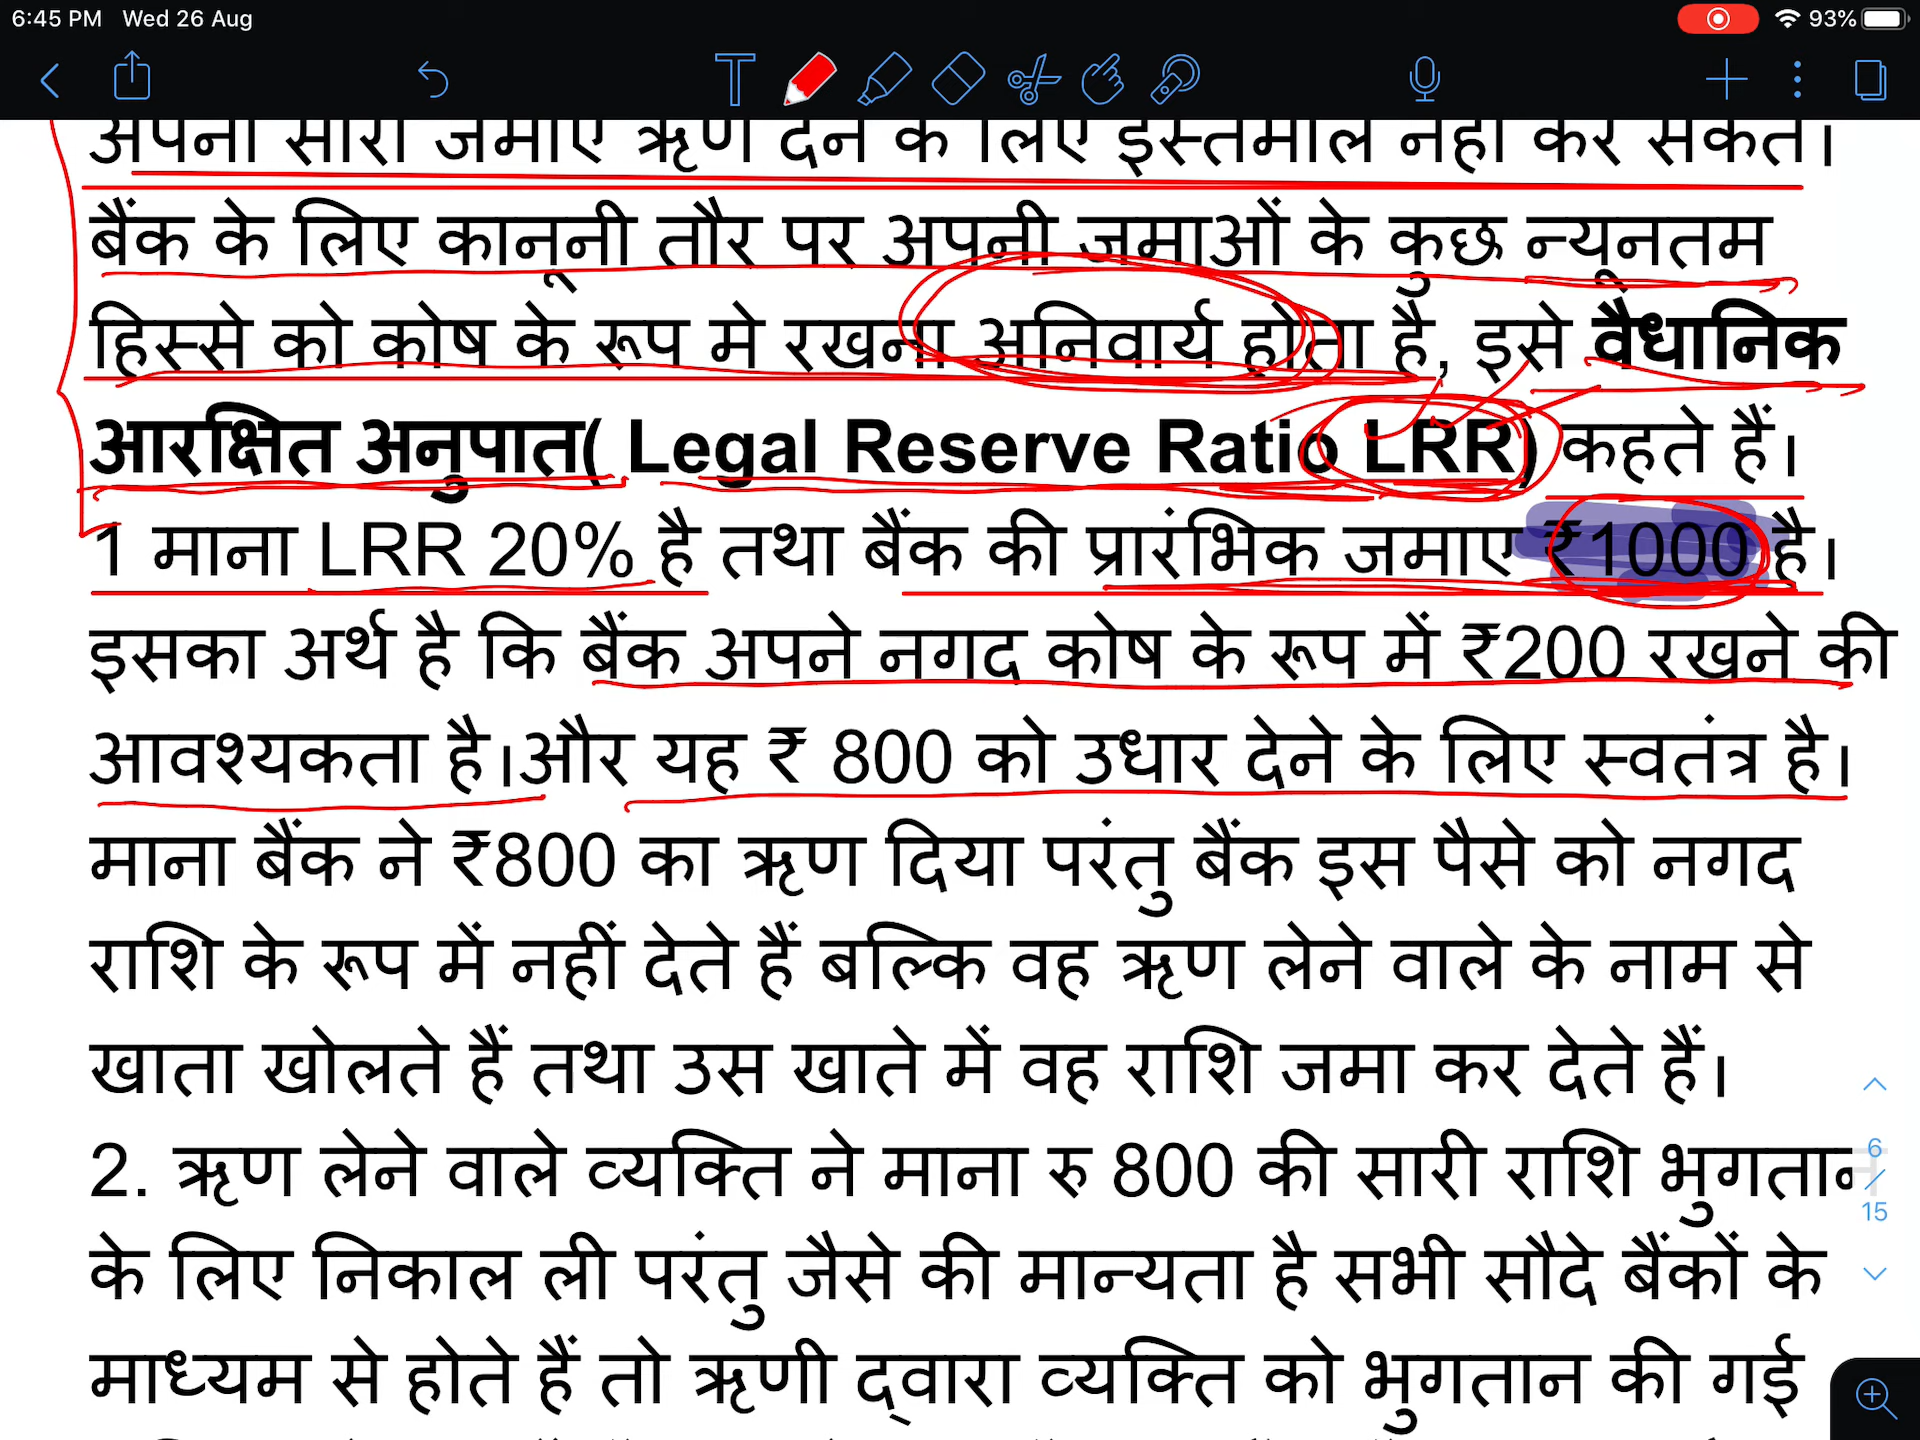 6:45 PM Wed 26 Aug 93%
अपनी सारी जमाएं ऋण देने के लिए इस्तेमाल नहीं कर सकते।
बैंक के लिए कानूनी तौर पर अपनी जमाओं के कुछ न्यूनतम
हिस्से को कोष के रूप मे रखना अनिवार्य होता है, इसे वैधानिक
आरक्षित अनुपात( Legal Reserve Ratio LRR) कहते हैं।
1 माना LRR 20% है तथा बैंक की प्रारंभिक जमाए ₹1000 है।
इसका अर्थ है कि बैंक अपने नगद कोष के रूप में ₹200 रखने की
आवश्यकता है।और यह ₹ 800 को उधार देने के लिए स्वतंत्र है।
माना बैंक ने ₹800 का ऋण दिया परंतु बैंक इस पैसे को नगद
राशि के रूप में नहीं देते हैं बल्कि वह ऋण लेने वाले के नाम से
खाता खोलते हैं तथा उस खाते में वह राशि जमा कर देते हैं।
2. ऋण लेने वाले व्यक्ति ने माना रु 800 की सारी राशि भुगतान
के लिए निकाल ली परंतु जैसे की मान्यता है सभी सौदे बैंकों के
माध्यम से होते हैं तो ऋणी द्वारा व्यक्ति को भुगतान की गई
6
/
15